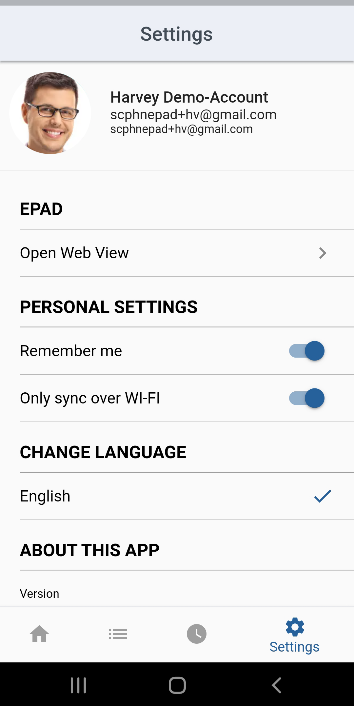 Settings
Harvey Demo-Account
scphnepad+hv@gmail.com
scphnepad+hv@gmail.com
EPAD
Open Web View
PERSONAL SETTINGS
Remember me
Only sync over WI-FI
CHANGE LANGUAGE
English
ABOUT THIS APP
Version
Settings